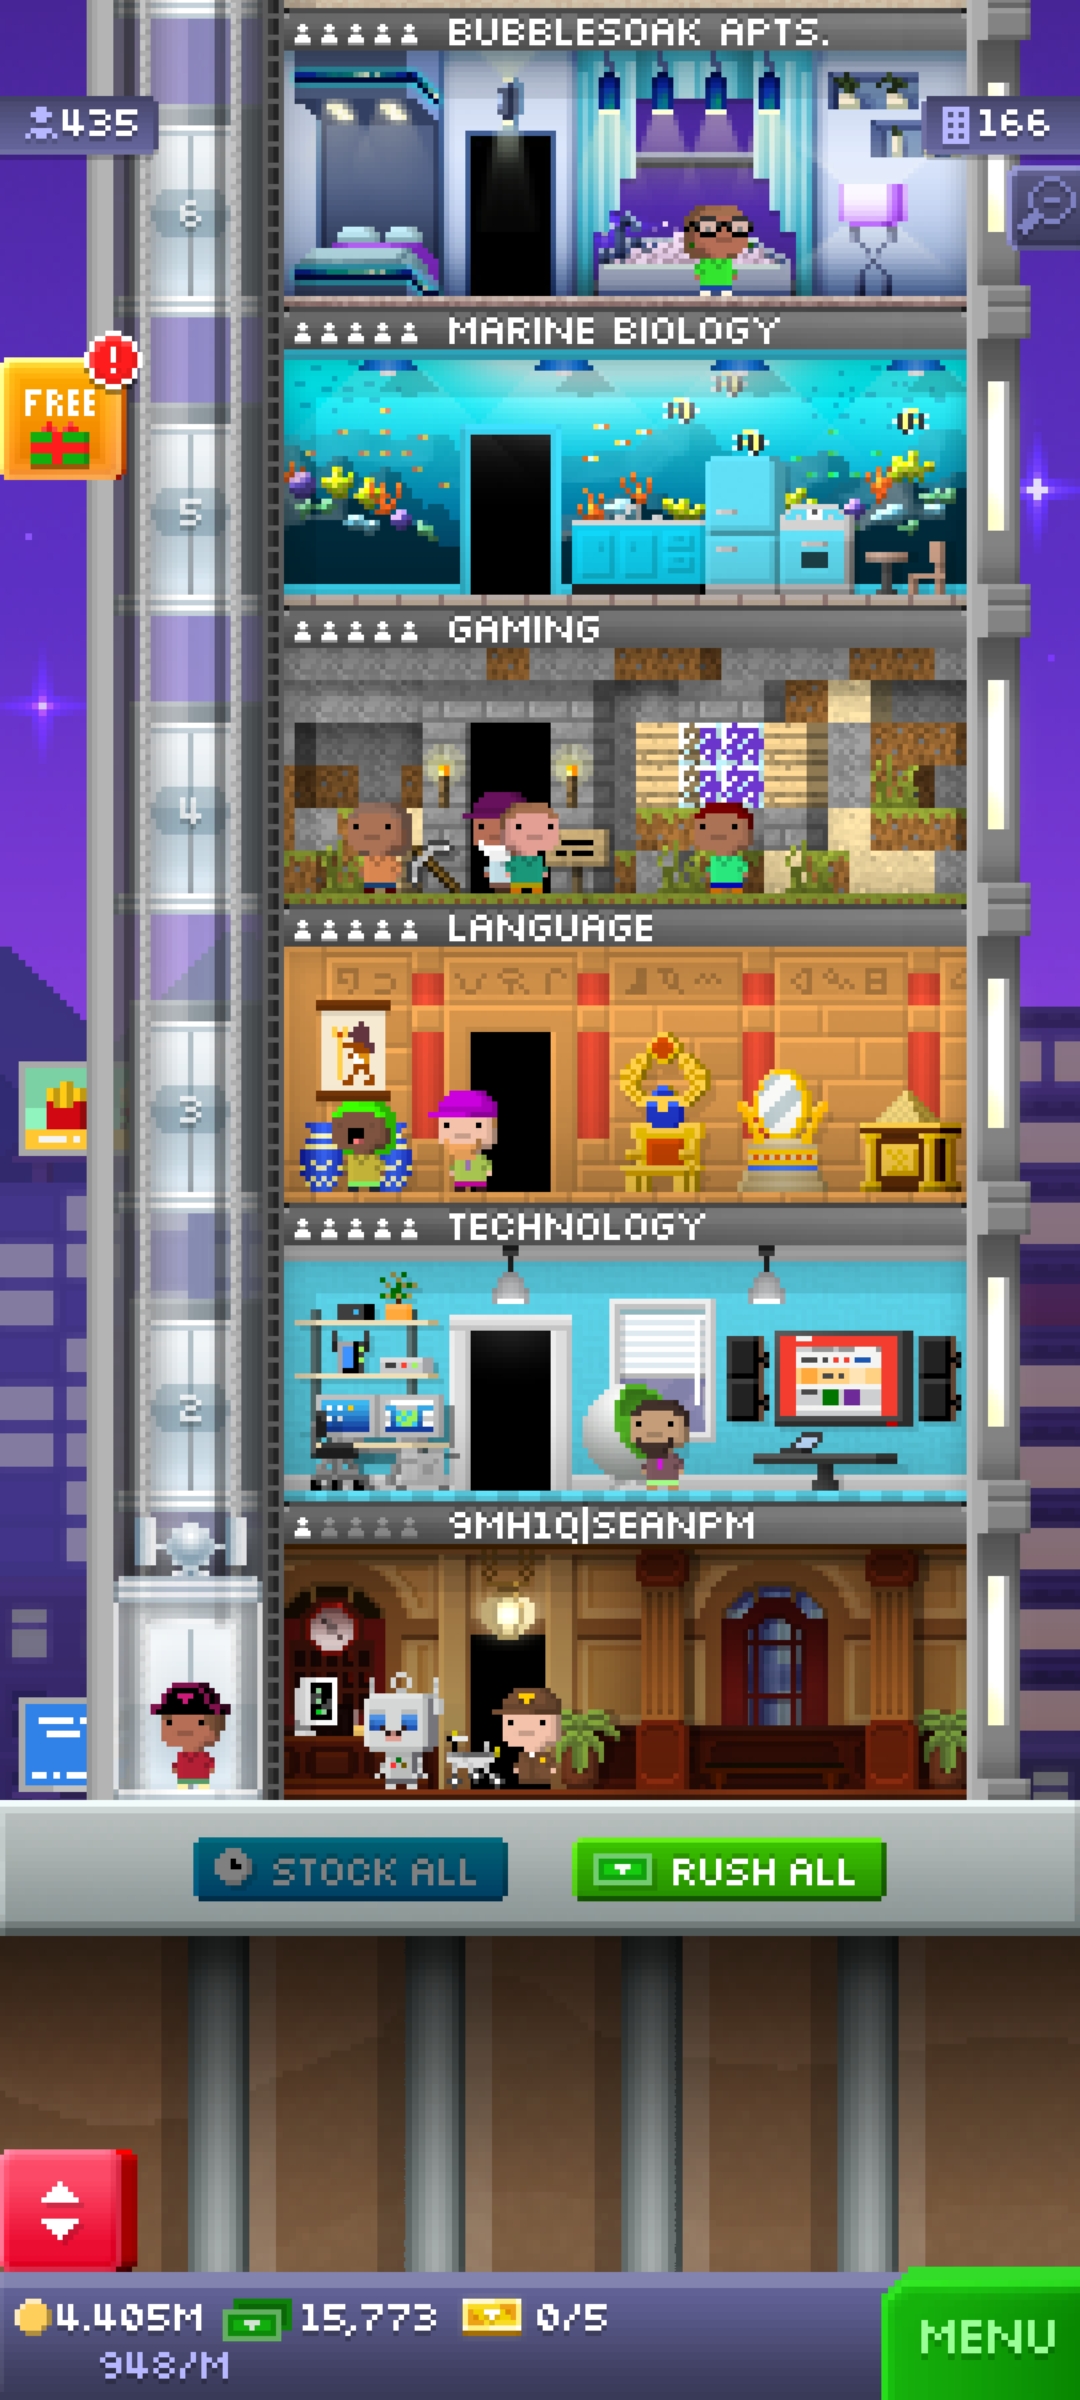 BUBBLESOAK APTS.
435
166
6
MARINE BIOLOGY
FREE
!
5
GAMING
4
LANGUAGE
3
TECHNOLOGY
2
9MH1Q|SEANPM
STOCK ALL
RUSH ALL
4.405M 15,773 0/5
948/M
MENU